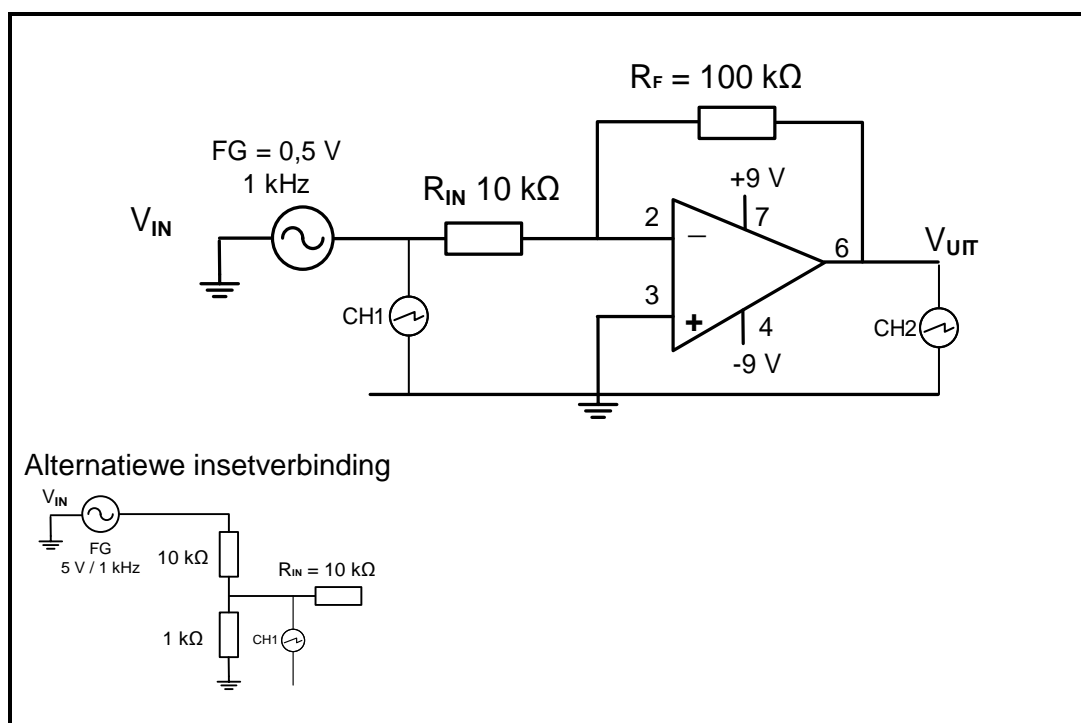 R_F = 100 kΩ
FG = 0,5 V
1 kHz
V_IN
R_IN 10 kΩ
+9 V
7
2
−
6
V_UIT
3
+
4
-9 V
CH1
CH2
Alternatiewe insetverbinding
V_IN
FG
5 V / 1 kHz
10 kΩ
R_IN = 10 kΩ
1 kΩ
CH1